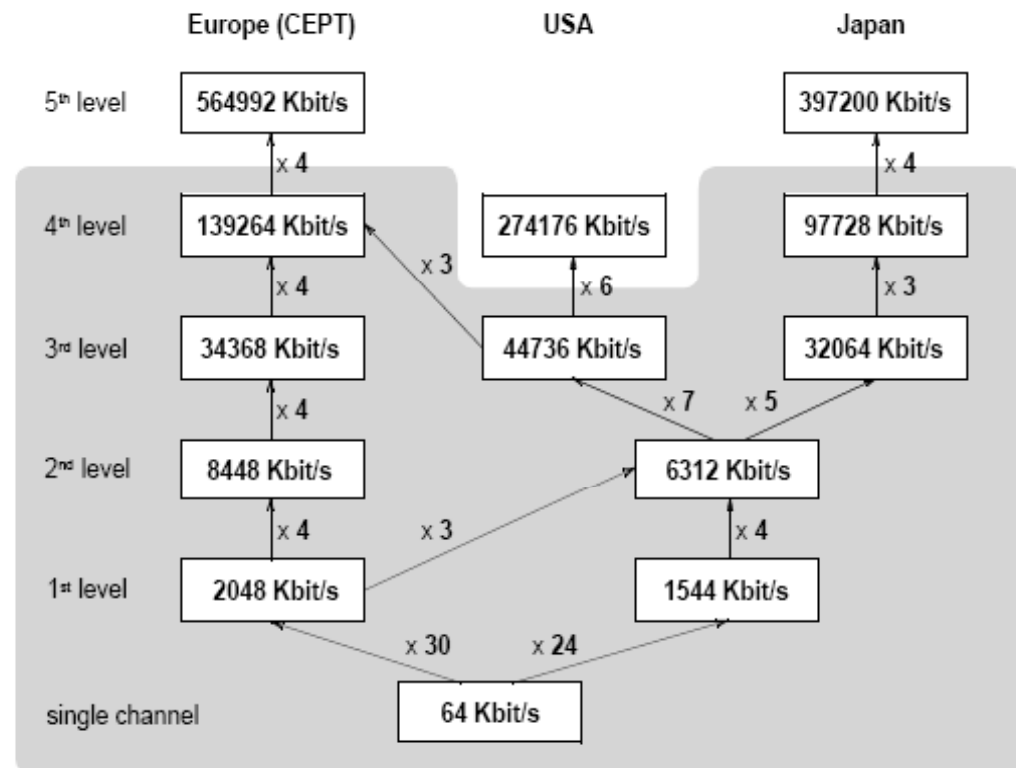 Europe (CEPT) USA Japan
5th level 564992 Kbit/s 397200 Kbit/s
x 4 x 4
4th level 139264 Kbit/s 274176 Kbit/s 97728 Kbit/s
x 3
x 4 x 6 x 3
3rd level 34368 Kbit/s 44736 Kbit/s 32064 Kbit/s
x 4 x 7 x 5
2nd level 8448 Kbit/s 6312 Kbit/s
x 4 x 3 x 4
1st level 2048 Kbit/s 1544 Kbit/s
x 30 x 24
single channel 64 Kbit/s